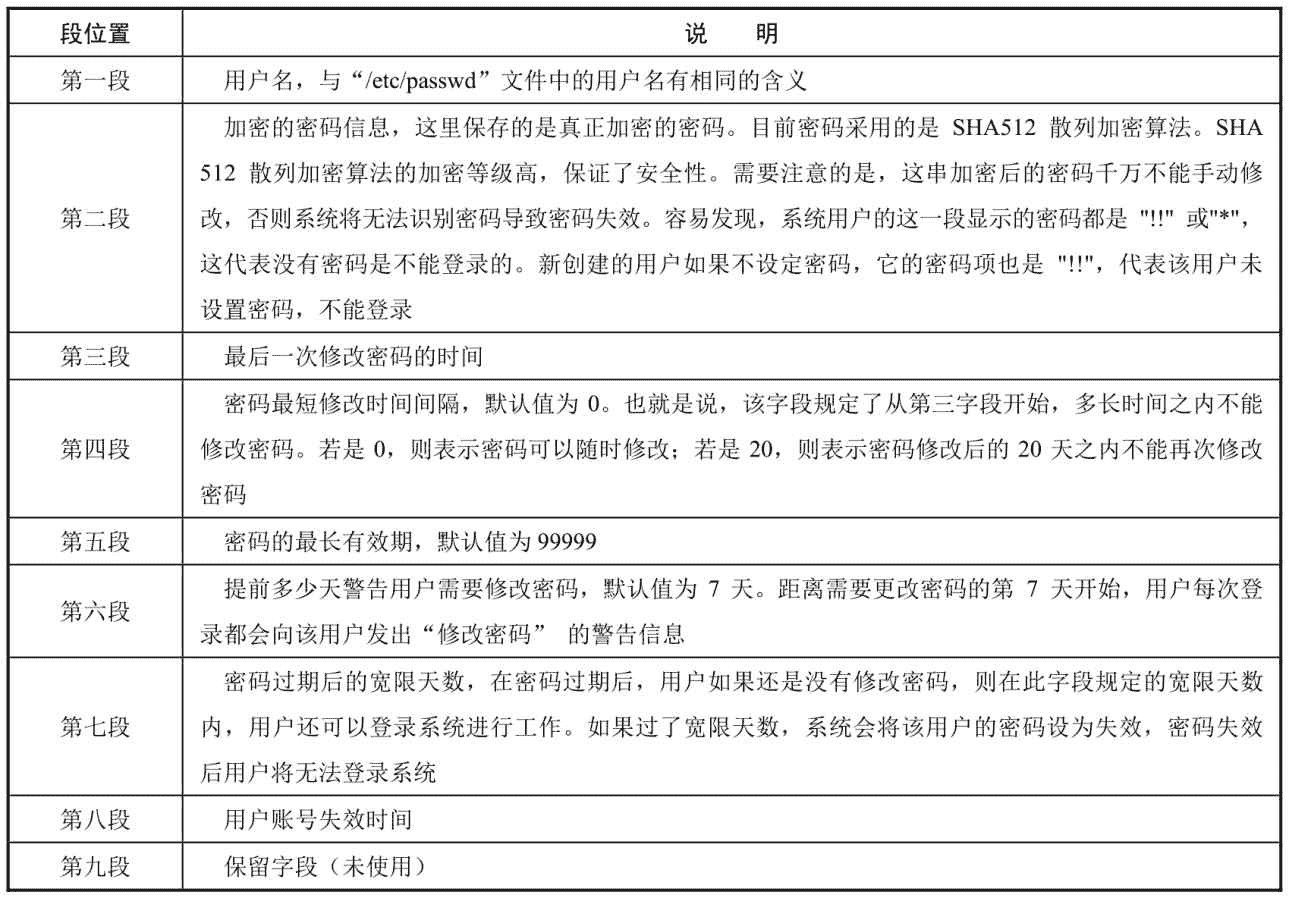 段位置 说 明
第一段 用户名，与“/etc/passwd”文件中的用户名有相同的含义
加密的密码信息，这里保存的是真正加密的密码。目前密码采用的是 SHA512 散列加密算法。SHA
512 散列加密算法的加密等级高，保证了安全性。需要注意的是，这串加密后的密码千万不能手动修
第二段 改，否则系统将无法识别密码导致密码失效。容易发现，系统用户的这一段显示的密码都是 "!!" 或"*"，
这代表没有密码是不能登录的。新创建的用户如果不设定密码，它的密码项也是 "!!"，代表该用户未
设置密码，不能登录
第三段 最后一次修改密码的时间
密码最短修改时间间隔，默认值为 0。也就是说，该字段规定了从第三字段开始，多长时间之内不能
第四段 修改密码。若是 0，则表示密码可以随时修改；若是 20，则表示密码修改后的 20 天之内不能再次修改
密码
第五段 密码的最长有效期，默认值为 99999
提前多少天警告用户需要修改密码，默认值为 7 天。距离需要更改密码的第 7 天开始，用户每次登
第六段
录都会向该用户发出“修改密码” 的警告信息
密码过期后的宽限天数，在密码过期后，用户如果还是没有修改密码，则在此字段规定的宽限天数
第七段 内，用户还可以登录系统进行工作。如果过了宽限天数，系统会将该用户的密码设为失效，密码失效
后用户将无法登录系统
第八段 用户账号失效时间
第九段 保留字段（未使用）